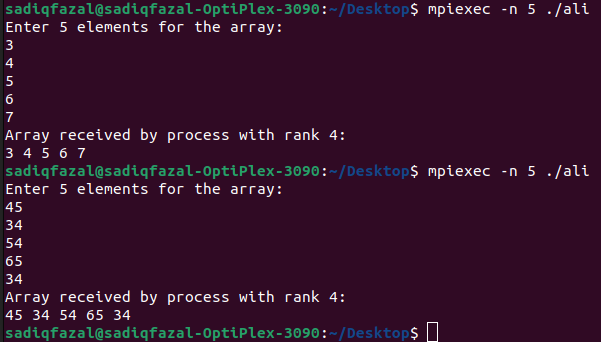 sadiqfazal@sadiqfazal-OptiPlex-3090:~/Desktop$ mpiexec -n 5 ./ali
Enter 5 elements for the array:
3
4
5
6
7
Array received by process with rank 4:
3 4 5 6 7
sadiqfazal@sadiqfazal-OptiPlex-3090:~/Desktop$ mpiexec -n 5 ./ali
Enter 5 elements for the array:
45
34
54
65
34
Array received by process with rank 4:
45 34 54 65 34
sadiqfazal@sadiqfazal-OptiPlex-3090:~/Desktop$